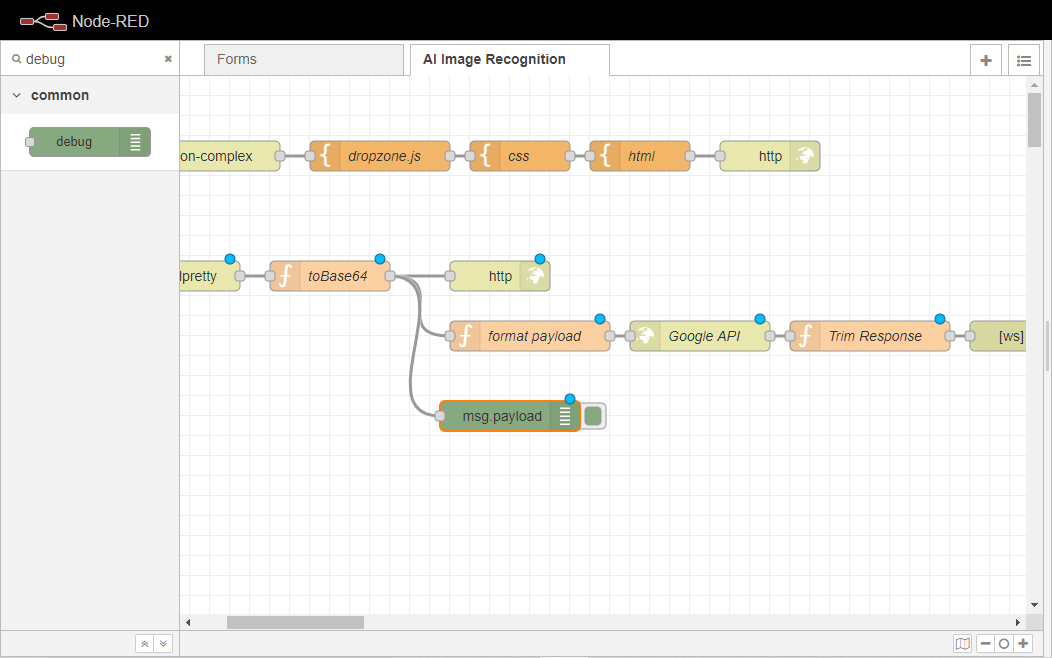 Node-RED
debug
Forms
AI Image Recognition
common
debug
on-complex
dropzone.js
css
html
http
lpretty
toBase64
http
format payload
Google API
Trim Response
[ws]
msg.payload